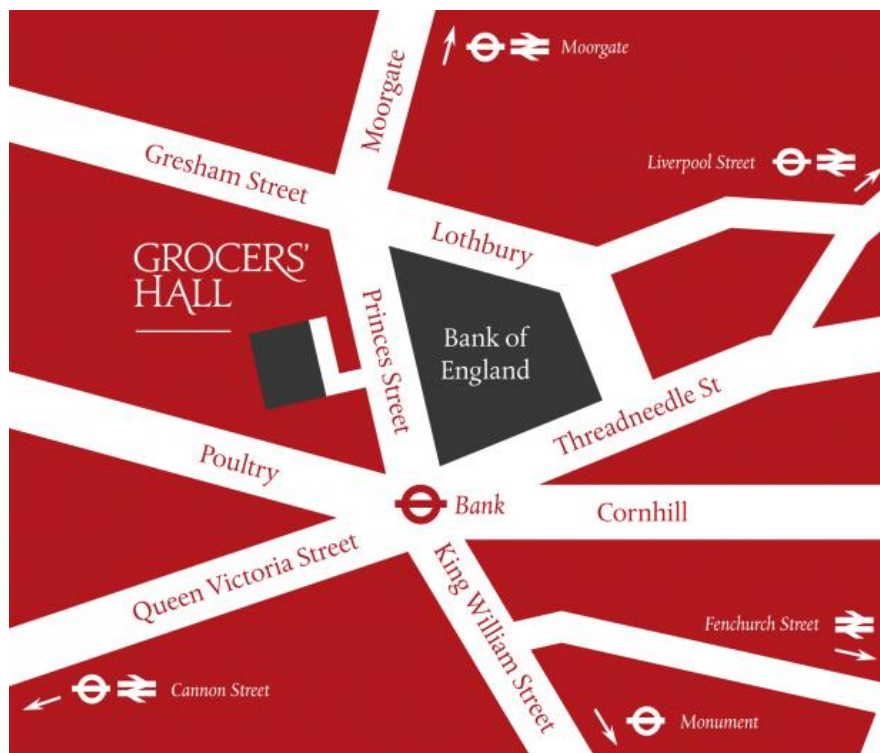 Moorgate
Moorgate
Gresham Street
Liverpool Street
Lothbury
GROCERS'
HALL
Princes Street
Bank of
England
Threadneedle St
Poultry
Bank
Cornhill
Queen Victoria Street
King William Street
Fenchurch Street
Cannon Street
Monument